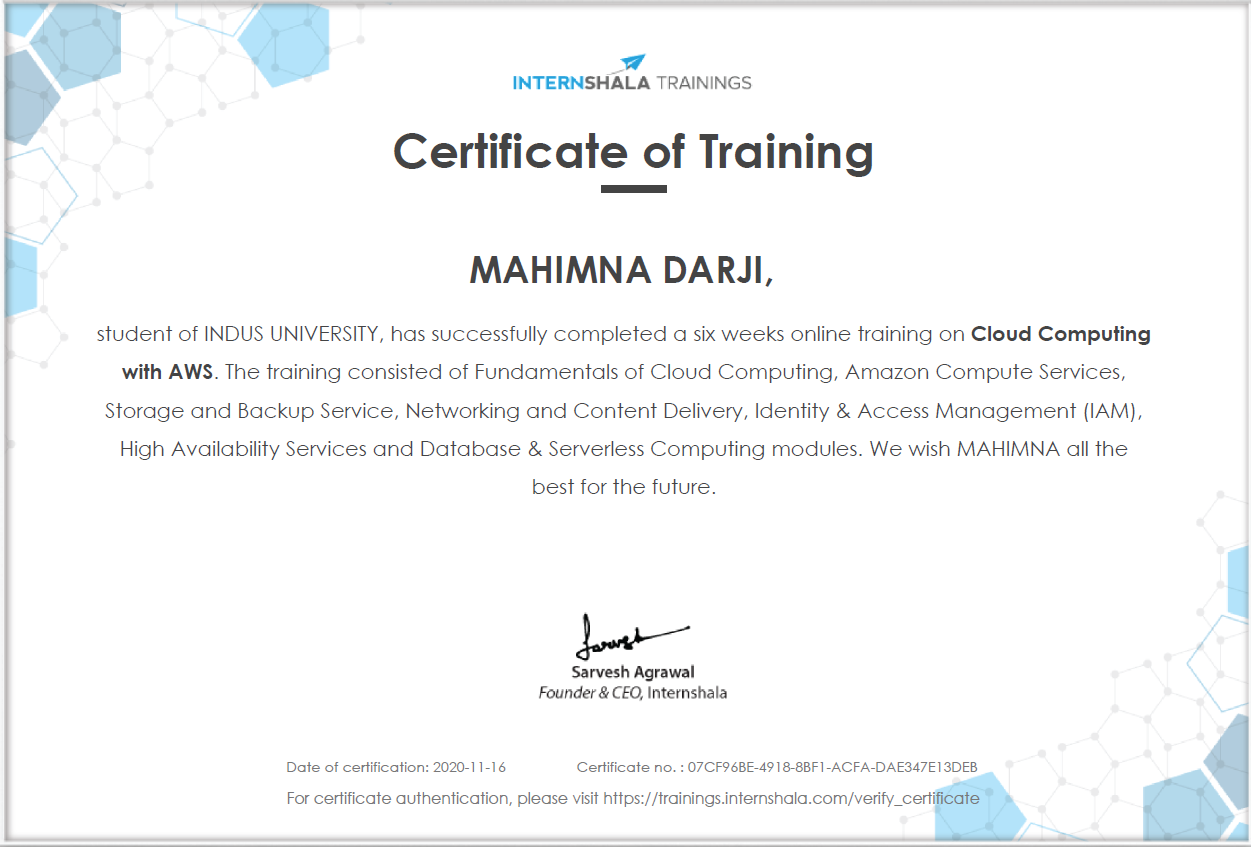 INTERNSHALA TRAININGS
Certificate of Training
MAHIMNA DARJI,
student of INDUS UNIVERSITY, has successfully completed a six weeks online training on Cloud Computing
with AWS. The training consisted of Fundamentals of Cloud Computing, Amazon Compute Services,
Storage and Backup Service, Networking and Content Delivery, Identity & Access Management (IAM),
High Availability Services and Database & Serverless Computing modules. We wish MAHIMNA all the
best for the future.
Sarvesh
Sarvesh Agrawal
Founder & CEO, Internshala
Date of certification: 2020-11-16 Certificate no. : 07CF96BE-4918-8BF1-ACFA-DAE347E13DEB
For certificate authentication, please visit https://trainings.internshala.com/verify_certificate